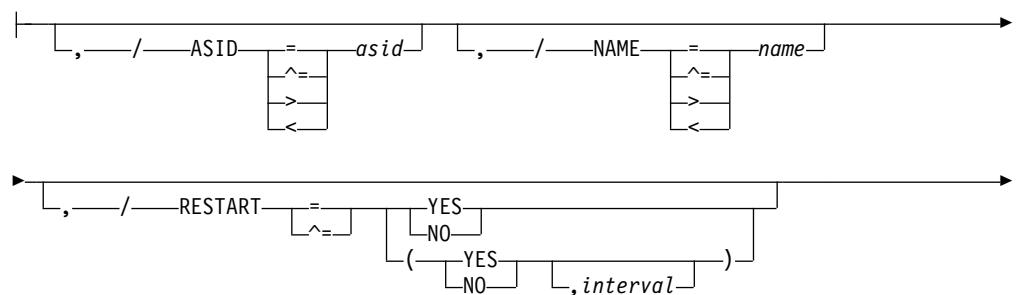 , / ASID = asid , / NAME = name
^= ^=
> >
< <
, / RESTART = YES
^= NO
( YES )
NO ,interval